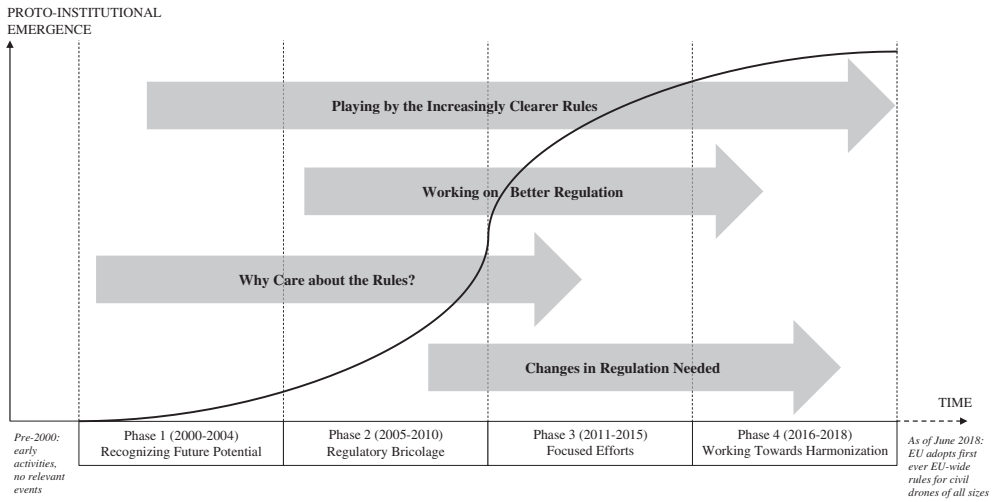 PROTO-INSTITUTIONAL
EMERGENCE
Playing by the Increasingly Clearer Rules
Working on Better Regulation
Why Care about the Rules?
Changes in Regulation Needed
TIME
Pre-2000:
early
activities,
no relevant
events
Phase 1 (2000-2004)
Recognizing Future Potential
Phase 2 (2005-2010)
Regulatory Bricolage
Phase 3 (2011-2015)
Focused Efforts
Phase 4 (2016-2018)
Working Towards Harmonization
As of June 2018:
EU adopts first
ever EU-wide
rules for civil
drones of all sizes